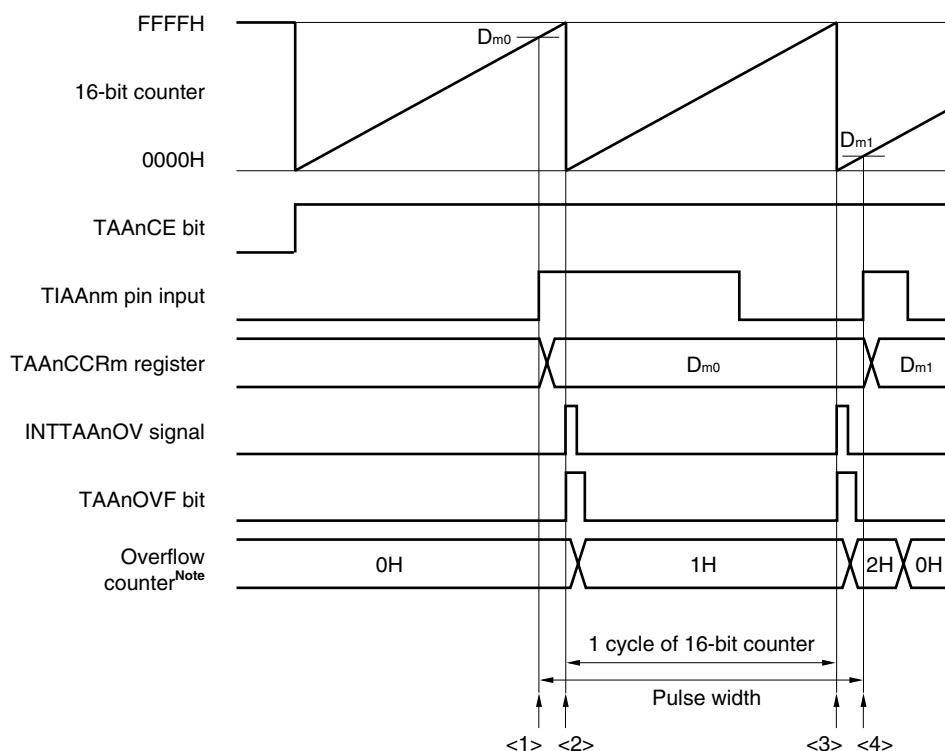 FFFFH
Dm0
16-bit counter
0000H
Dm1
TAAnCE bit
TIAAnm pin input
TAAnCCRm register
Dm0
Dm1
INTTAAnOV signal
TAAnOVF bit
Overflow
counterNote
0H
1H
2H
0H
1 cycle of 16-bit counter
Pulse width
<1>
<2>
<3>
<4>